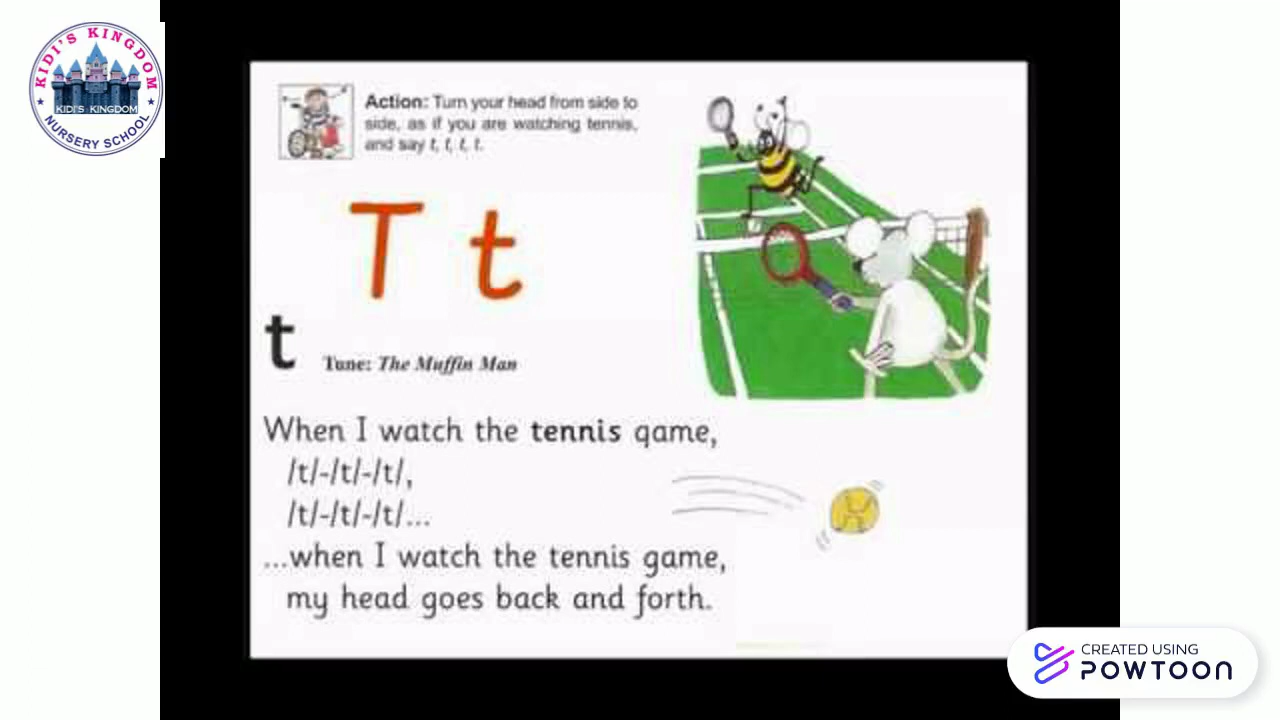 KIDI'S KINGDOM
KIDI'S KINGDOM
NURSERY SCHOOL
Action: Turn your head from side to
side, as if you are watching tennis,
and say t, t, t, t.
T t
t
Tune: The Muffin Man
When I watch the tennis game,
/t/-/t/-/t/,
/t/-/t/-/t/...
...when I watch the tennis game,
my head goes back and forth.
CREATED USING
POWTOON